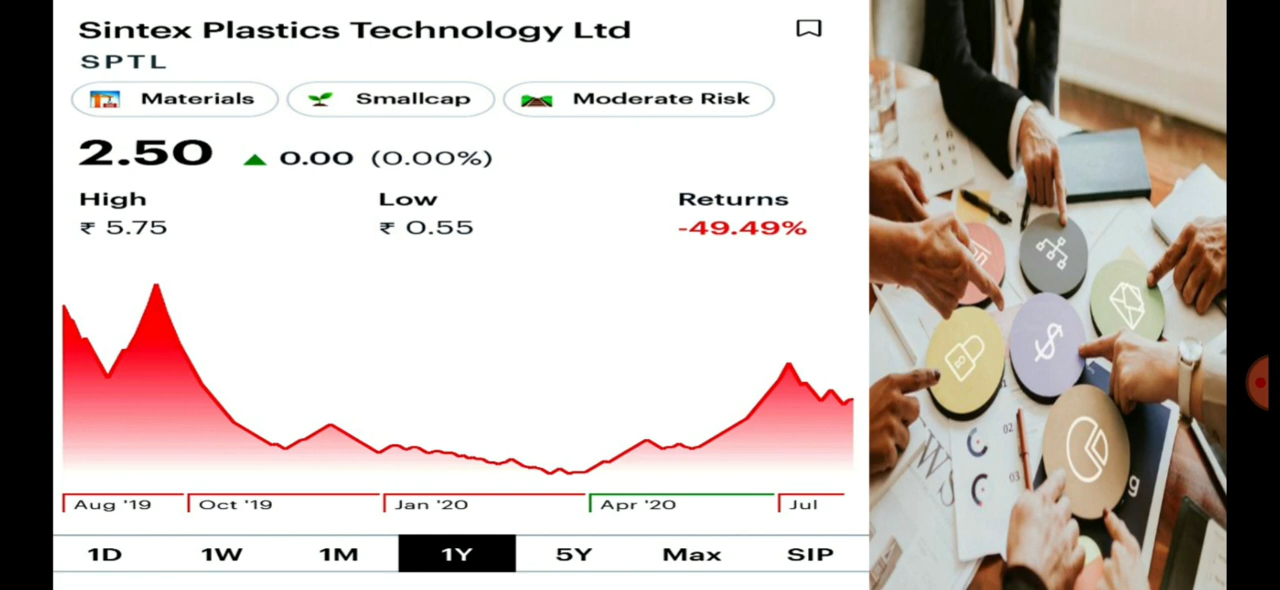 Sintex Plastics Technology Ltd
SPTL
Materials Smallcap Moderate Risk
2.50 ▲ 0.00 (0.00%)
High Low Returns
₹ 5.75 ₹ 0.55 -49.49%
Aug '19 Oct '19 Jan '20 Apr '20 Jul
1D 1W 1M 1Y 5Y Max SIP
02
03